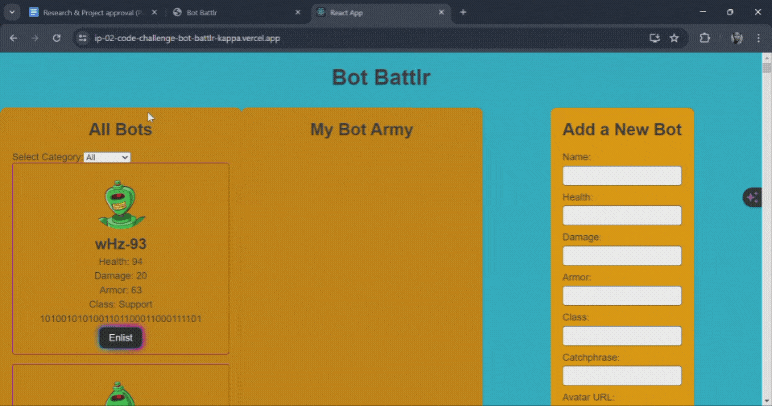 Research & Project approval (P
Bot Battlr
React App
ip-02-code-challenge-bot-battlr-kappa.vercel.app
Bot Battlr
All Bots
Select Category: All
wHz-93
Health: 94
Damage: 20
Armor: 63
Class: Support
Enlist
My Bot Army
Add a New Bot
Name:
Health:
Damage:
Armor:
Class:
Catchphrase:
Avatar URL: